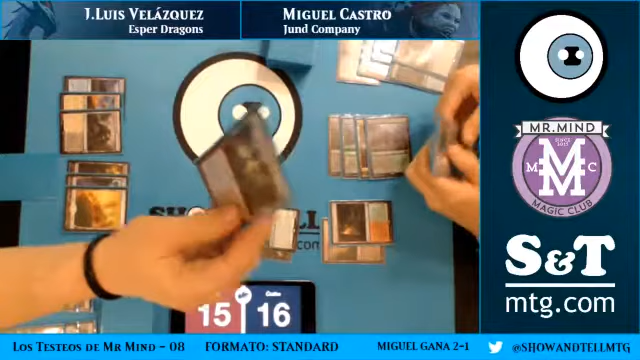 J.Luis Velázquez
Esper Dragons
Miguel Castro
Jund Company
MR.MIND
SINCE
M M C
MAGIC CLUB
S&T
mtg.com
15 16
Los Testeos de Mr Mind - 08
FORMATO: STANDARD
MIGUEL GANA 2-1
@SHOWANDTELLMTG